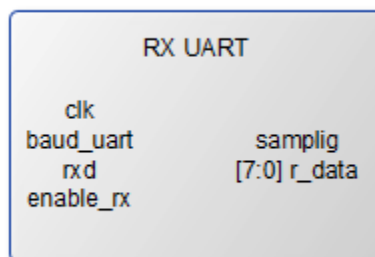 RX UART
clk
baud_uart
rxd
enable_rx
samplig
[7:0] r_data